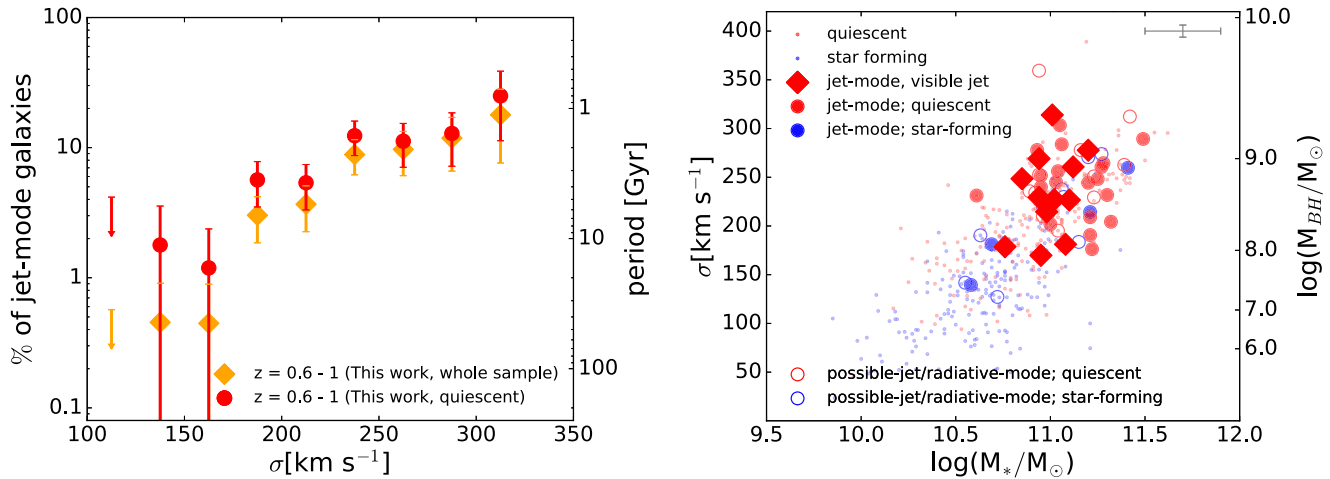 % of jet-mode galaxies
100
10
1
0.1
z = 0.6 - 1 (This work, whole sample)
z = 0.6 - 1 (This work, quiescent)
100 150 200 250 300 350
σ[km s⁻¹]
1
10
100
period [Gyr]
σ[km s⁻¹]
400
350
300
250
200
150
100
50
quiescent
star forming
jet-mode, visible jet
jet-mode; quiescent
jet-mode; star-forming
possible-jet/radiative-mode; quiescent
possible-jet/radiative-mode; star-forming
9.5 10.0 10.5 11.0 11.5 12.0
log(M_*/M_⊙)
10.0
9.0
8.0
7.0
6.0
log(M_{BH}/M_⊙)